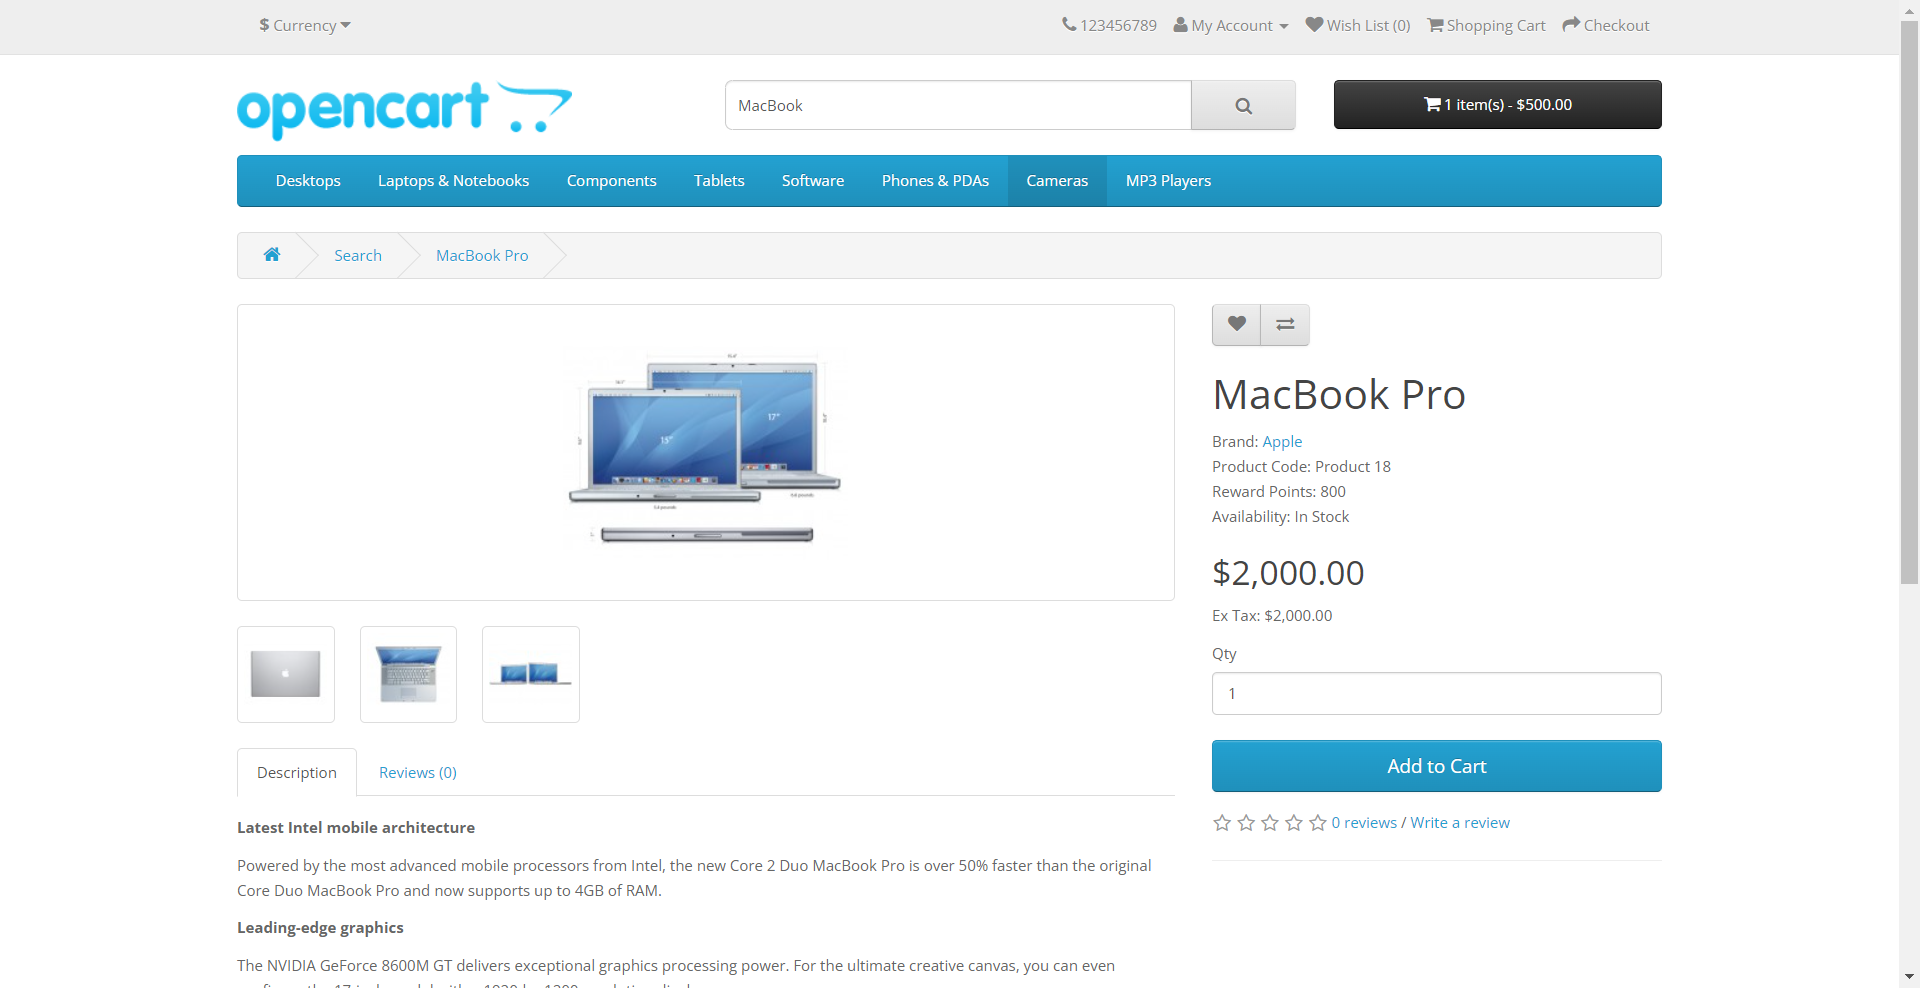 $ Currency
123456789 My Account Wish List (0) Shopping Cart Checkout
opencart
MacBook
1 item(s) - $500.00
Desktops Laptops & Notebooks Components Tablets Software Phones & PDAs Cameras MP3 Players
Search MacBook Pro
17"
15"
MacBook Pro
Brand: Apple
Product Code: Product 18
Reward Points: 800
Availability: In Stock
$2,000.00
Ex Tax: $2,000.00
Qty
1
Add to Cart
0 reviews / Write a review
Description Reviews (0)
Latest Intel mobile architecture
Powered by the most advanced mobile processors from Intel, the new Core 2 Duo MacBook Pro is over 50% faster than the original
Core Duo MacBook Pro and now supports up to 4GB of RAM.
Leading-edge graphics
The NVIDIA GeForce 8600M GT delivers exceptional graphics processing power. For the ultimate creative canvas, you can even